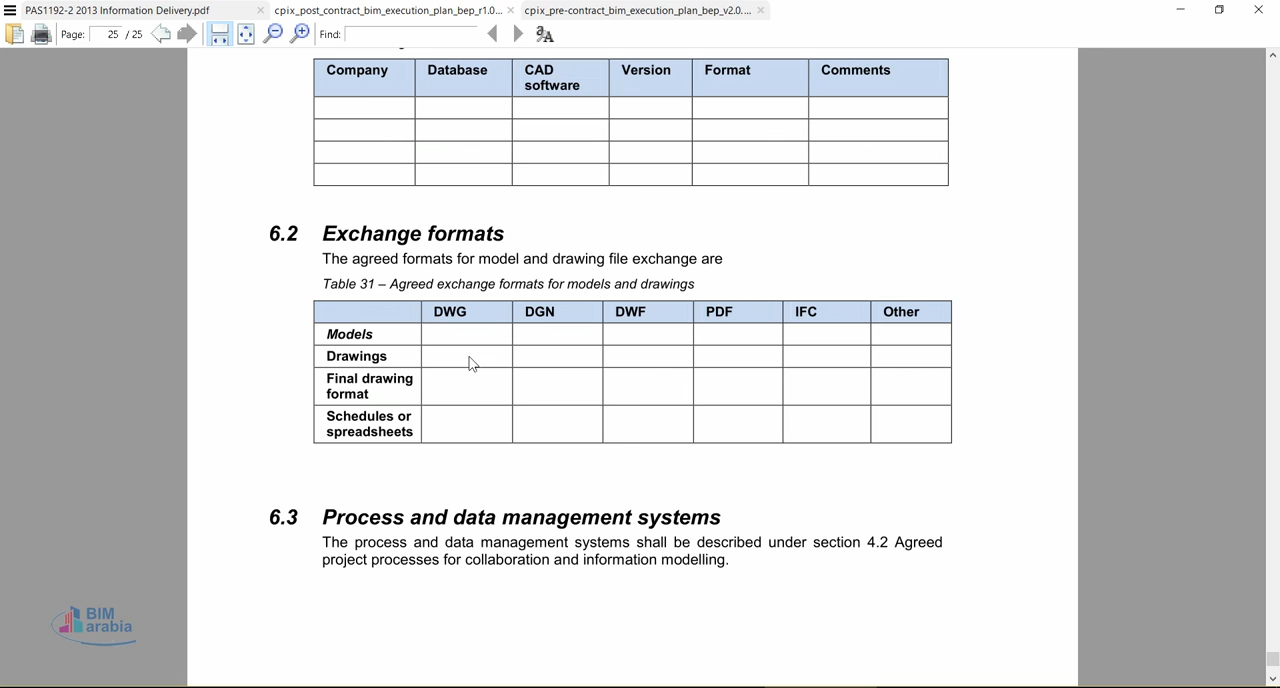 PAS1192-2 2013 Information Delivery.pdf
cpix_post_contract_bim_execution_plan_bep_r1.0...
cpix_pre-contract_bim_execution_plan_bep_v2.0....
Page: 25 / 25 Find:
Company Database CAD software Version Format Comments
6.2 Exchange formats
The agreed formats for model and drawing file exchange are
Table 31 – Agreed exchange formats for models and drawings
DWG DGN DWF PDF IFC Other
Models
Drawings
Final drawing
format
Schedules or
spreadsheets
6.3 Process and data management systems
The process and data management systems shall be described under section 4.2 Agreed
project processes for collaboration and information modelling.
BIM
arabia